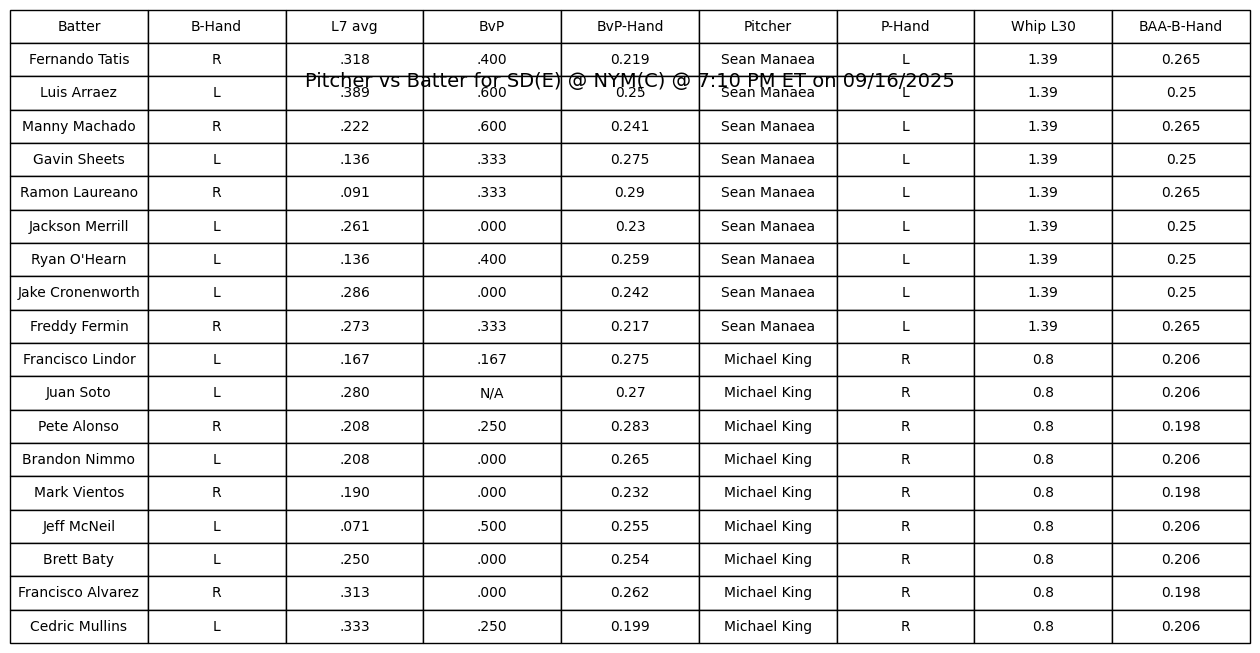 Batter B-Hand L7 avg BvP BvP-Hand Pitcher P-Hand Whip L30 BAA-B-Hand
Fernando Tatis R .318 .400 0.219 Sean Manaea L 1.39 0.265
Pitcher vs Batter for SD(E) @ NYM(C) @ 7:10 PM ET on 09/16/2025
Luis Arraez L .389 .600 0.25 Sean Manaea L 1.39 0.25
Manny Machado R .222 .600 0.241 Sean Manaea L 1.39 0.265
Gavin Sheets L .136 .333 0.275 Sean Manaea L 1.39 0.25
Ramon Laureano R .091 .333 0.29 Sean Manaea L 1.39 0.265
Jackson Merrill L .261 .000 0.23 Sean Manaea L 1.39 0.25
Ryan O'Hearn L .136 .400 0.259 Sean Manaea L 1.39 0.25
Jake Cronenworth L .286 .000 0.242 Sean Manaea L 1.39 0.25
Freddy Fermin R .273 .333 0.217 Sean Manaea L 1.39 0.265
Francisco Lindor L .167 .167 0.275 Michael King R 0.8 0.206
Juan Soto L .280 N/A 0.27 Michael King R 0.8 0.206
Pete Alonso R .208 .250 0.283 Michael King R 0.8 0.198
Brandon Nimmo L .208 .000 0.265 Michael King R 0.8 0.206
Mark Vientos R .190 .000 0.232 Michael King R 0.8 0.198
Jeff McNeil L .071 .500 0.255 Michael King R 0.8 0.206
Brett Baty L .250 .000 0.254 Michael King R 0.8 0.206
Francisco Alvarez R .313 .000 0.262 Michael King R 0.8 0.198
Cedric Mullins L .333 .250 0.199 Michael King R 0.8 0.206